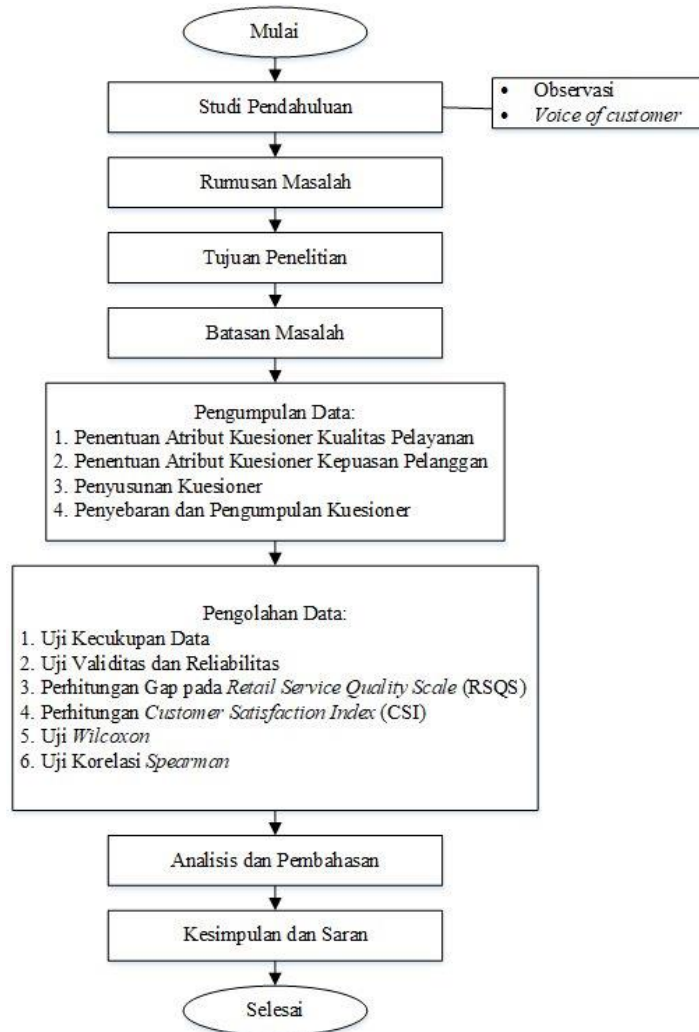 Mulai
Studi Pendahuluan
• Observasi
• Voice of customer
Rumusan Masalah
Tujuan Penelitian
Batasan Masalah
Pengumpulan Data:
1. Penentuan Atribut Kuesioner Kualitas Pelayanan
2. Penentuan Atribut Kuesioner Kepuasan Pelanggan
3. Penyusunan Kuesioner
4. Penyebaran dan Pengumpulan Kuesioner
Pengolahan Data:
1. Uji Kecukupan Data
2. Uji Validitas dan Reliabilitas
3. Perhitungan Gap pada Retail Service Quality Scale (RSQS)
4. Perhitungan Customer Satisfaction Index (CSI)
5. Uji Wilcoxon
6. Uji Korelasi Spearman
Analisis dan Pembahasan
Kesimpulan dan Saran
Selesai